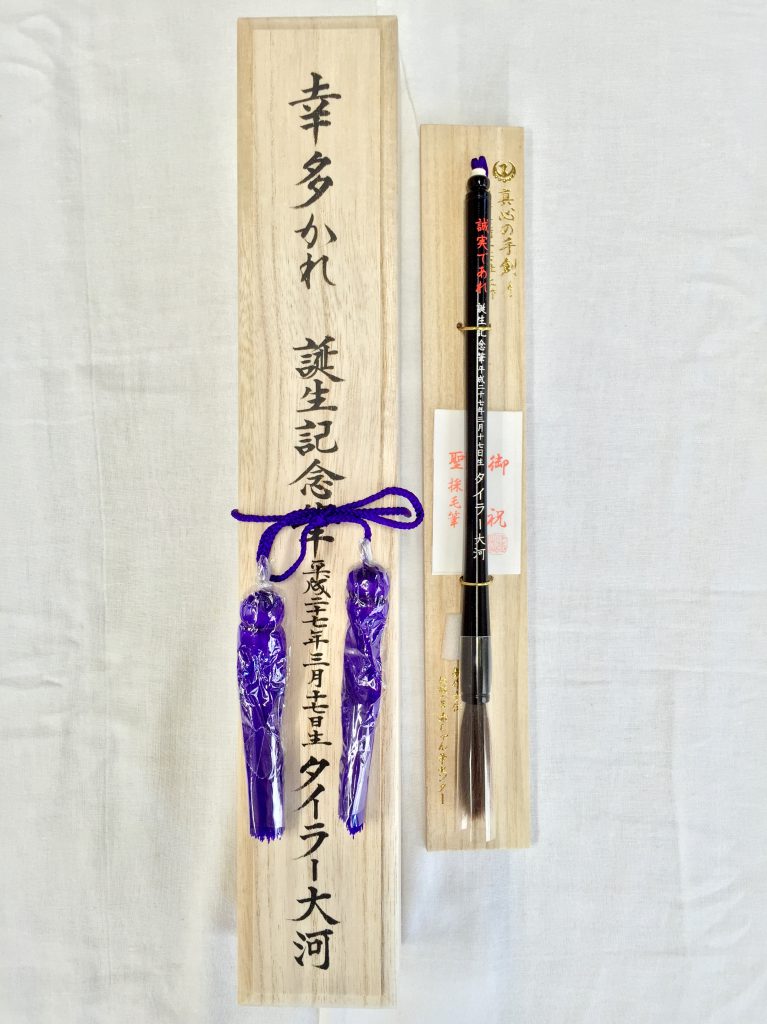 幸多かれ 誕生記念筆 平成二十七年三月十七日生 タイラー大河
真心の手創り
誠実であれ 誕生記念筆 平成二十七年三月十七日生 タイラー大河
御祝
聖採毛筆